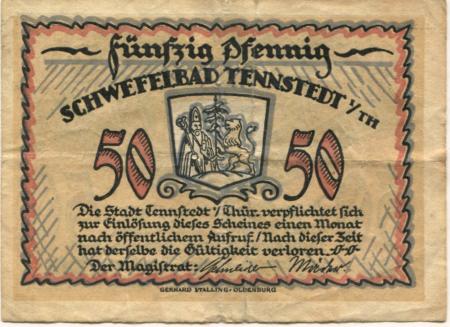 Fünfzig Pfennig
SCHWEFELBAD TENNSTEDT i/TH
50 50
Die Stadt Tennstedt i/Thür. verpflichtet sich
zur Einlösung dieses Scheines einen Monat
nach öffentlichem Aufruf./Nach dieser Zeit
hat derselbe die Gültigkeit verloren.
Der Magistrat:
GERHARD STALLING-OLDENBURG